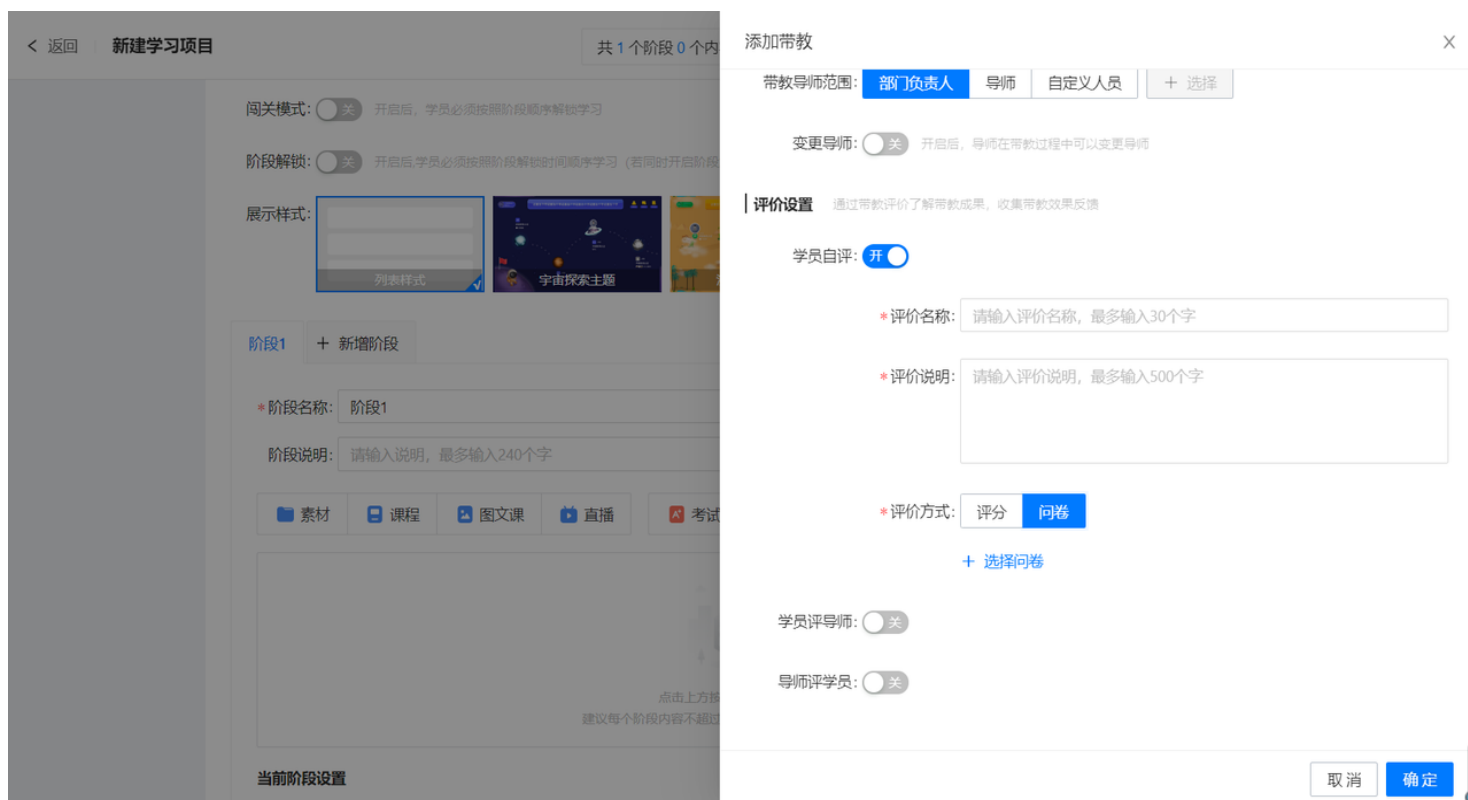 返回 新建学习项目 共 1 个阶段 0 个内
闯关模式: 关 开启后，学员必须按照阶段顺序解锁学习
阶段解锁: 关 开启后,学员必须按照阶段解锁时间顺序学习（若同时开启阶段
展示样式:
列表样式 宇宙探索主题
阶段1 + 新增阶段
*阶段名称: 阶段1
阶段说明: 请输入说明，最多输入240个字
素材 课程 图文课 直播 考试
点击上方按
建议每个阶段内容不超过
当前阶段设置
添加带教
带教导师范围: 部门负责人 导师 自定义人员 + 选择
变更导师: 关 开启后，导师在带教过程中可以变更导师
评价设置 通过带教评价了解带教成果，收集带教效果反馈
学员自评: 开
*评价名称: 请输入评价名称，最多输入30个字
*评价说明: 请输入评价说明，最多输入500个字
*评价方式: 评分 问卷
+ 选择问卷
学员评导师: 关
导师评学员: 关
取消 确定